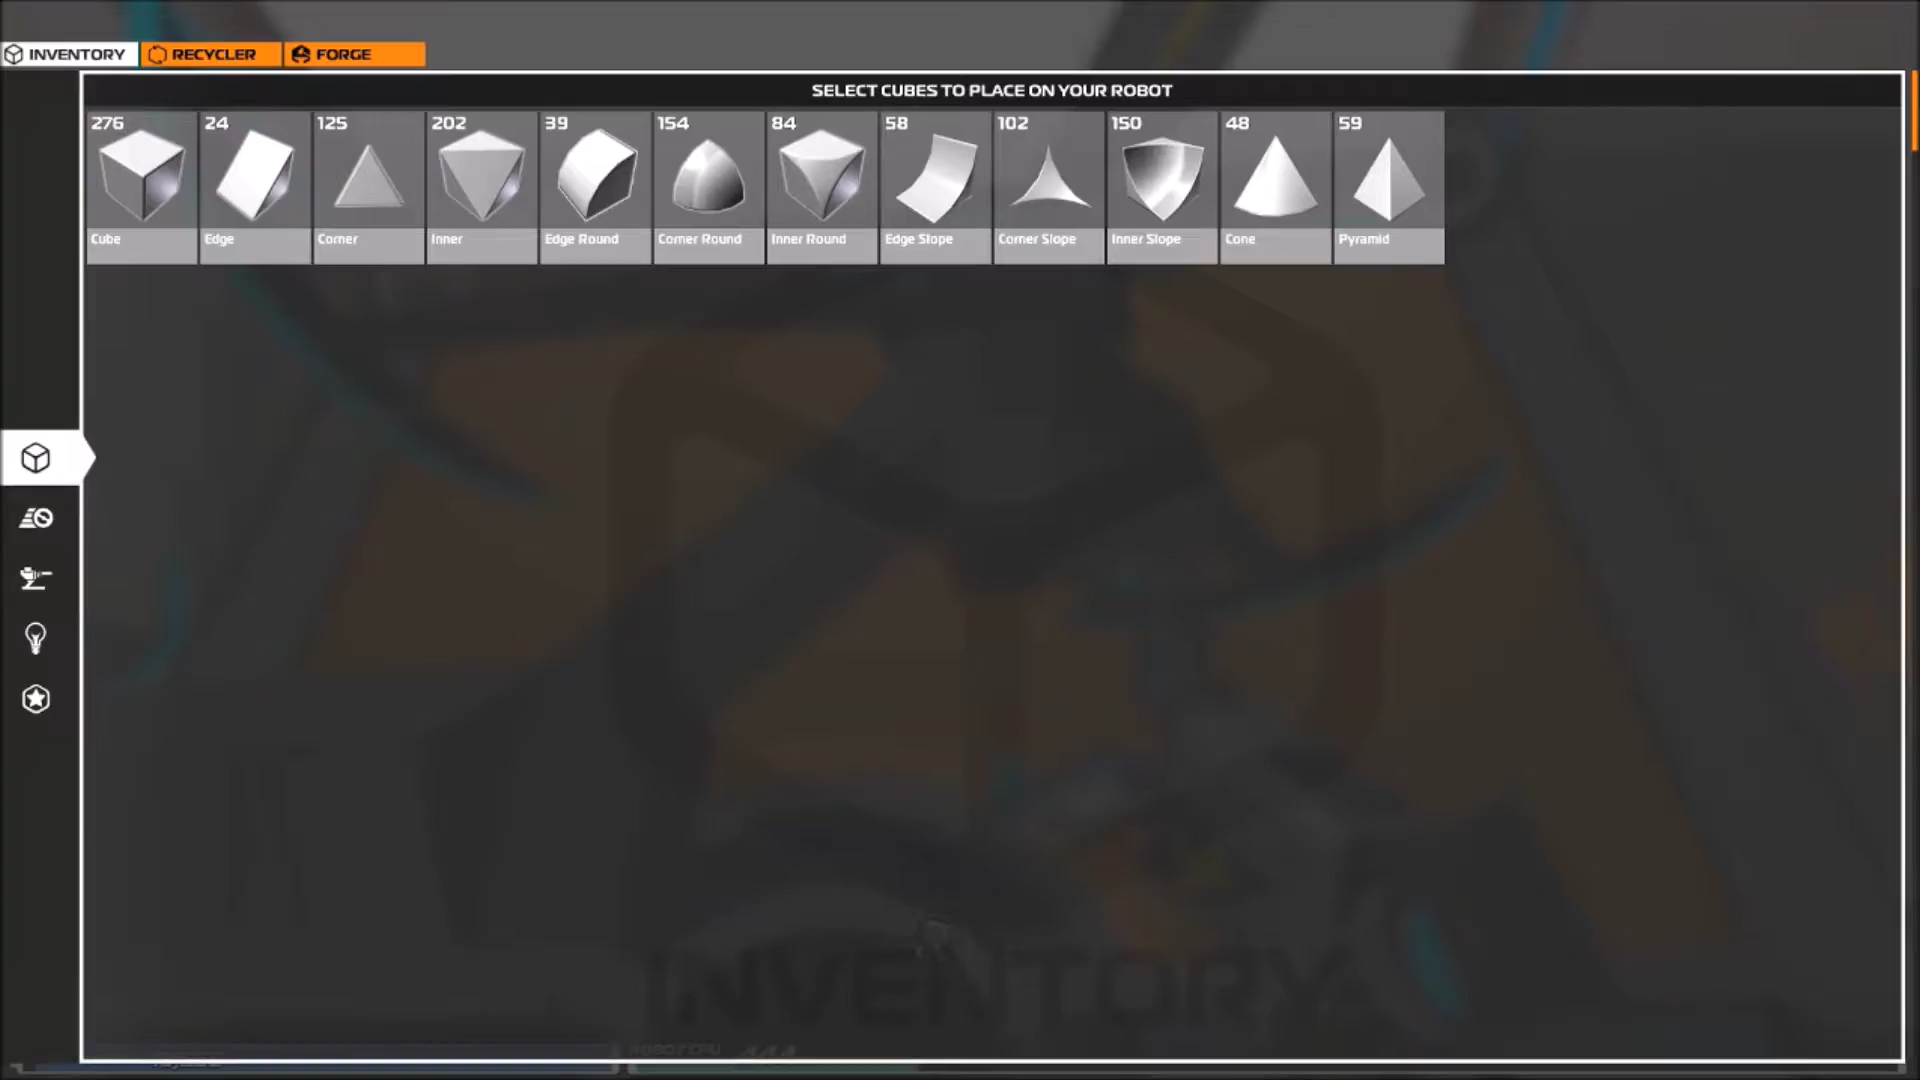 INVENTORY RECYCLER FORGE
SELECT CUBES TO PLACE ON YOUR ROBOT
276 24 125 202 39 154 84 58 102 150 48 59
Cube Edge Corner Inner Edge Round Corner Round Inner Round Edge Slope Corner Slope Inner Slope Cone Pyramid
INVENTORY
ROBOT CPU